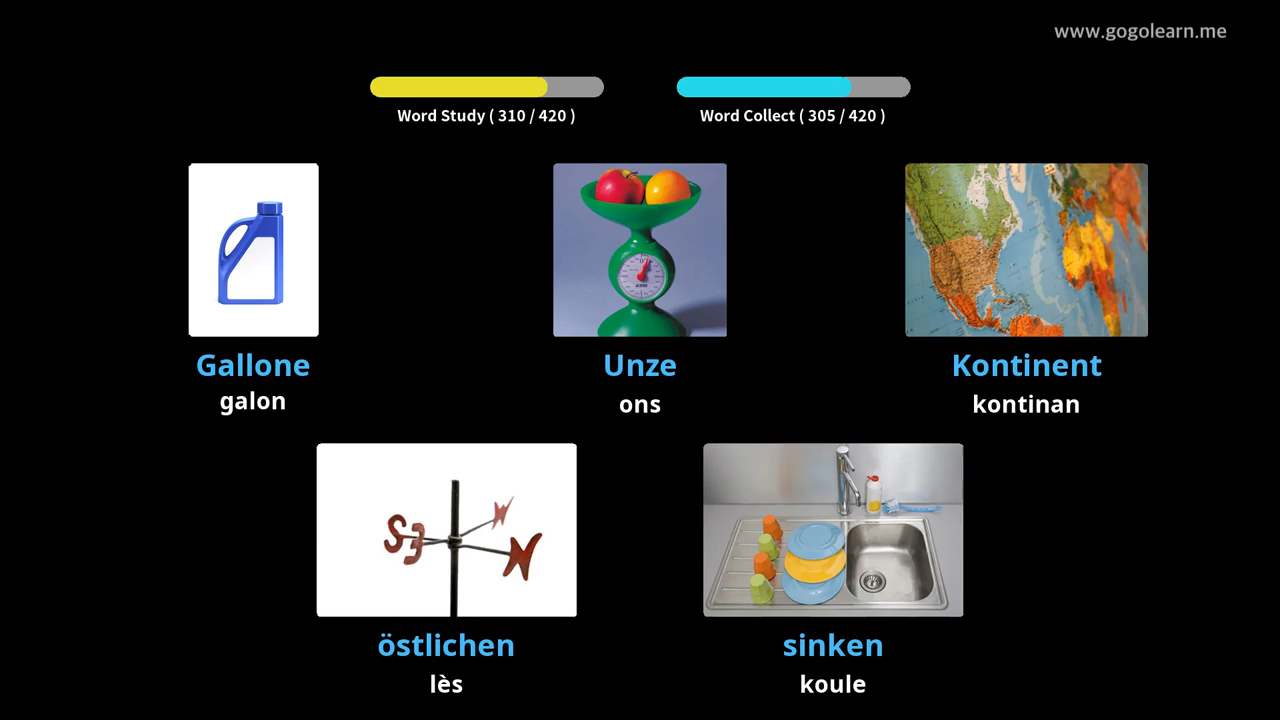 www.gogolearn.me
Word Study ( 310 / 420 )
Word Collect ( 305 / 420 )
Gallone
galon
Unze
ons
Kontinent
kontinan
östlichen
lès
sinken
koule